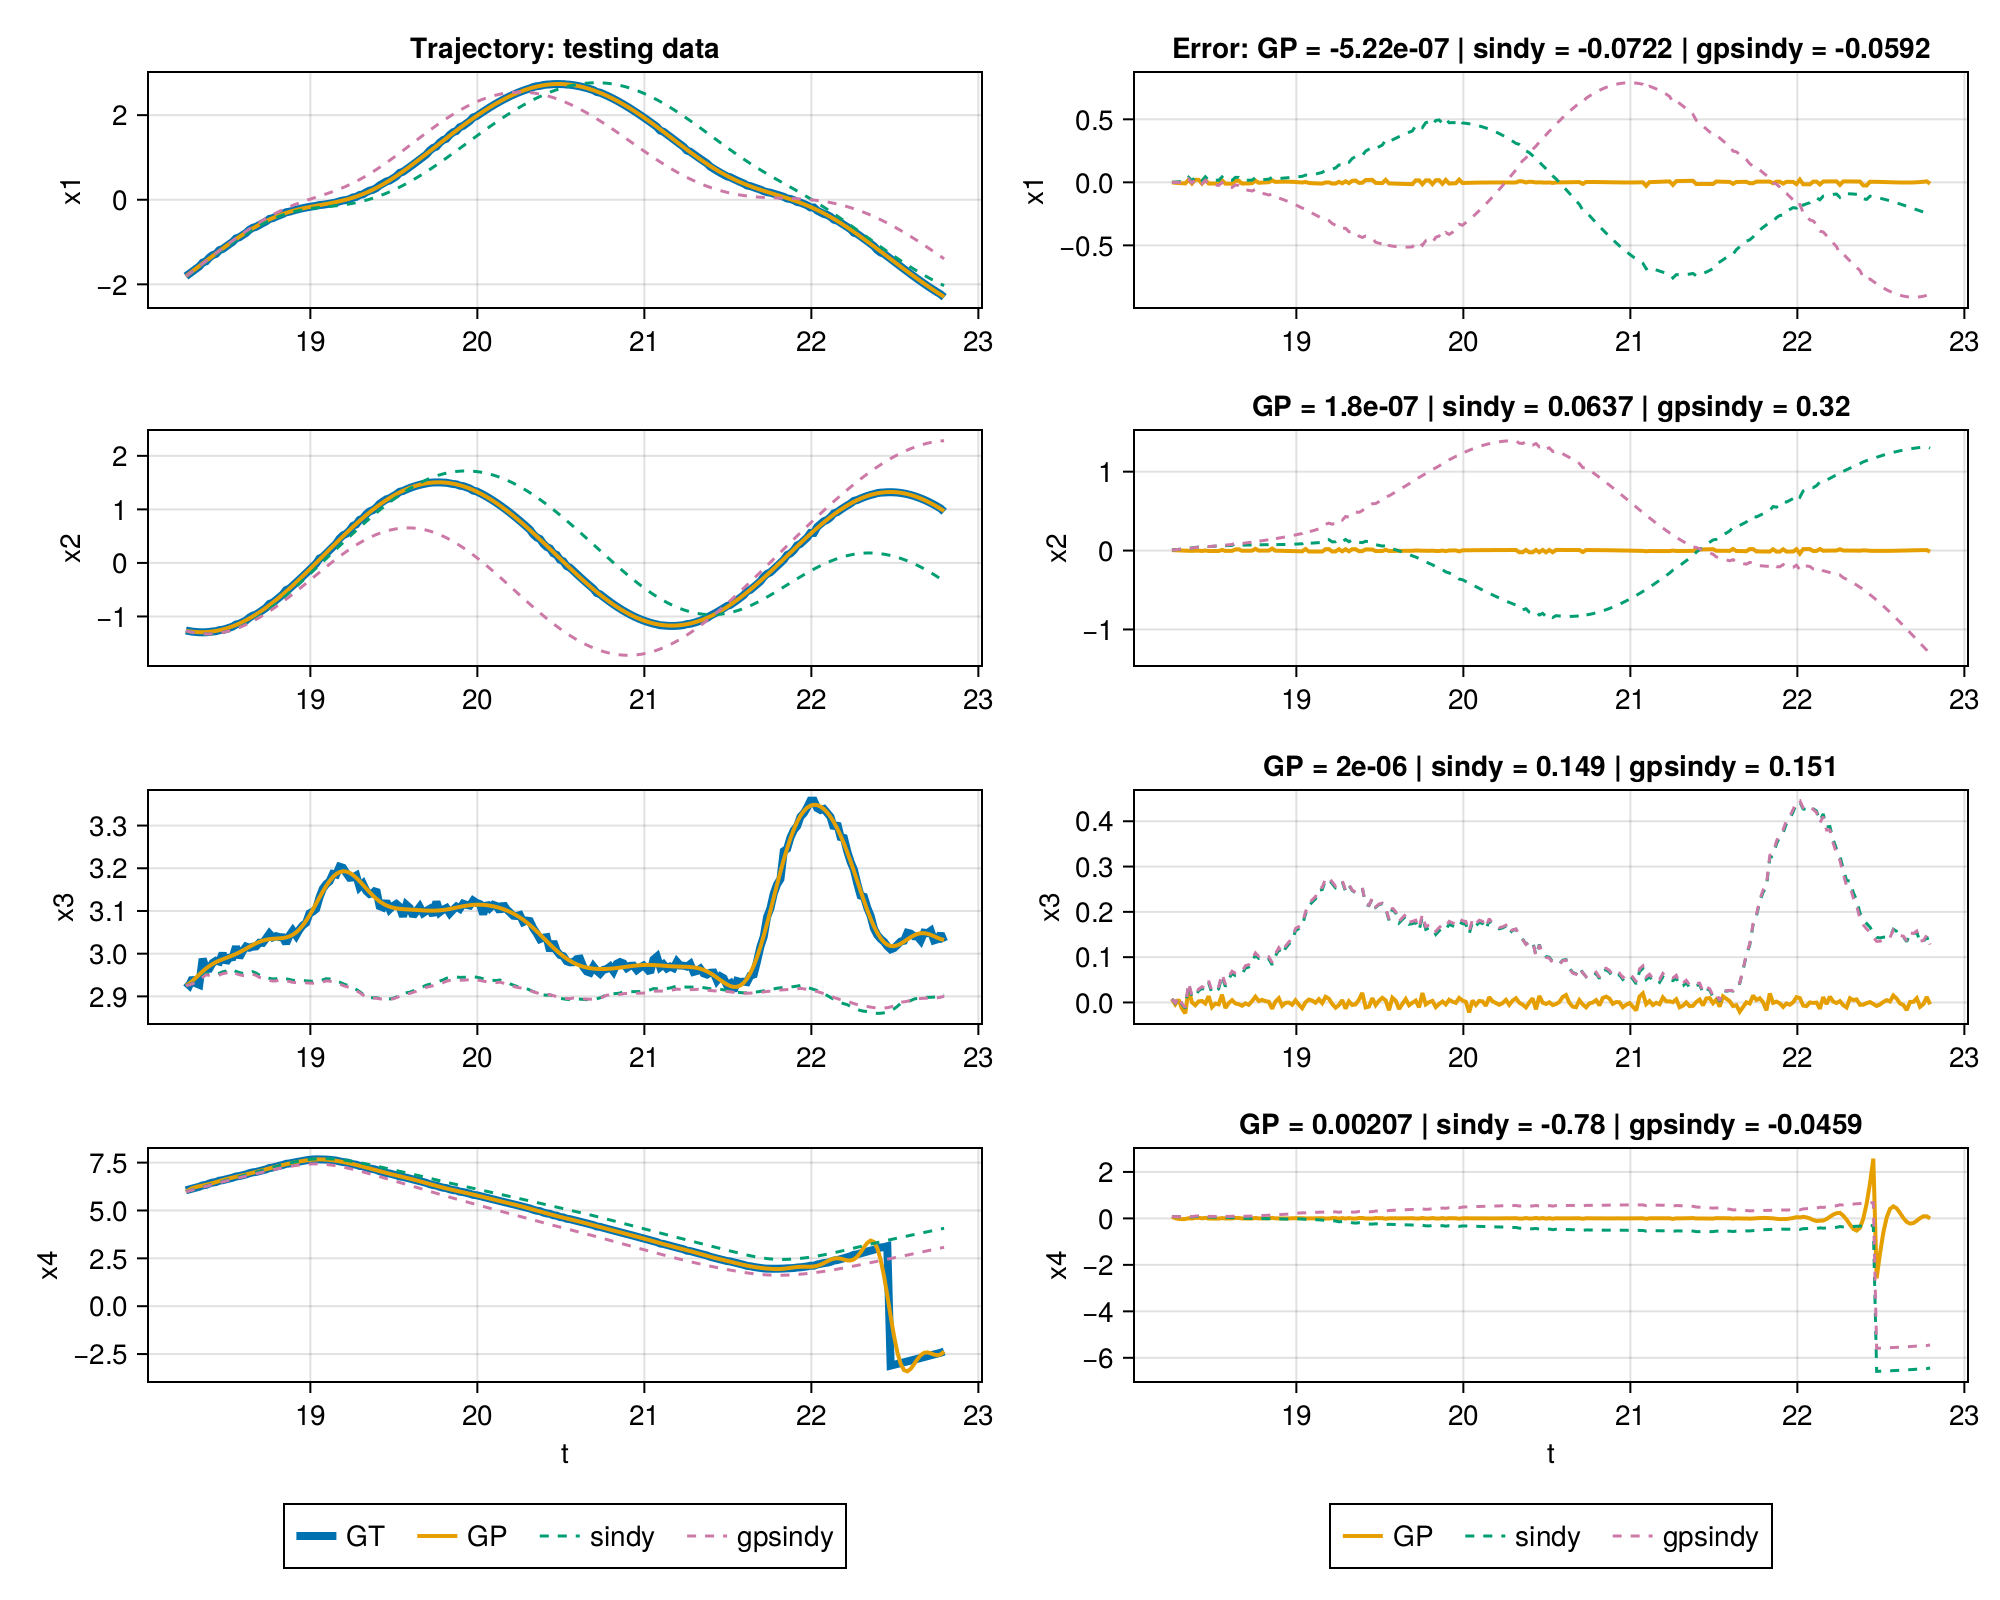 Trajectory: testing data
x1
2
0
−2
19 20 21 22 23
Error: GP = -5.22e-07 | sindy = -0.0722 | gpsindy = -0.0592
x1
0.5
0.0
−0.5
19 20 21 22 23
x2
2
1
0
−1
19 20 21 22 23
GP = 1.8e-07 | sindy = 0.0637 | gpsindy = 0.32
x2
1
0
−1
19 20 21 22 23
x3
3.3
3.2
3.1
3.0
2.9
19 20 21 22 23
GP = 2e-06 | sindy = 0.149 | gpsindy = 0.151
x3
0.4
0.3
0.2
0.1
0.0
19 20 21 22 23
x4
7.5
5.0
2.5
0.0
−2.5
19 20 21 22 23
t
GP = 0.00207 | sindy = -0.78 | gpsindy = -0.0459
x4
2
0
−2
−4
−6
19 20 21 22 23
t
GT GP sindy gpsindy
GP sindy gpsindy